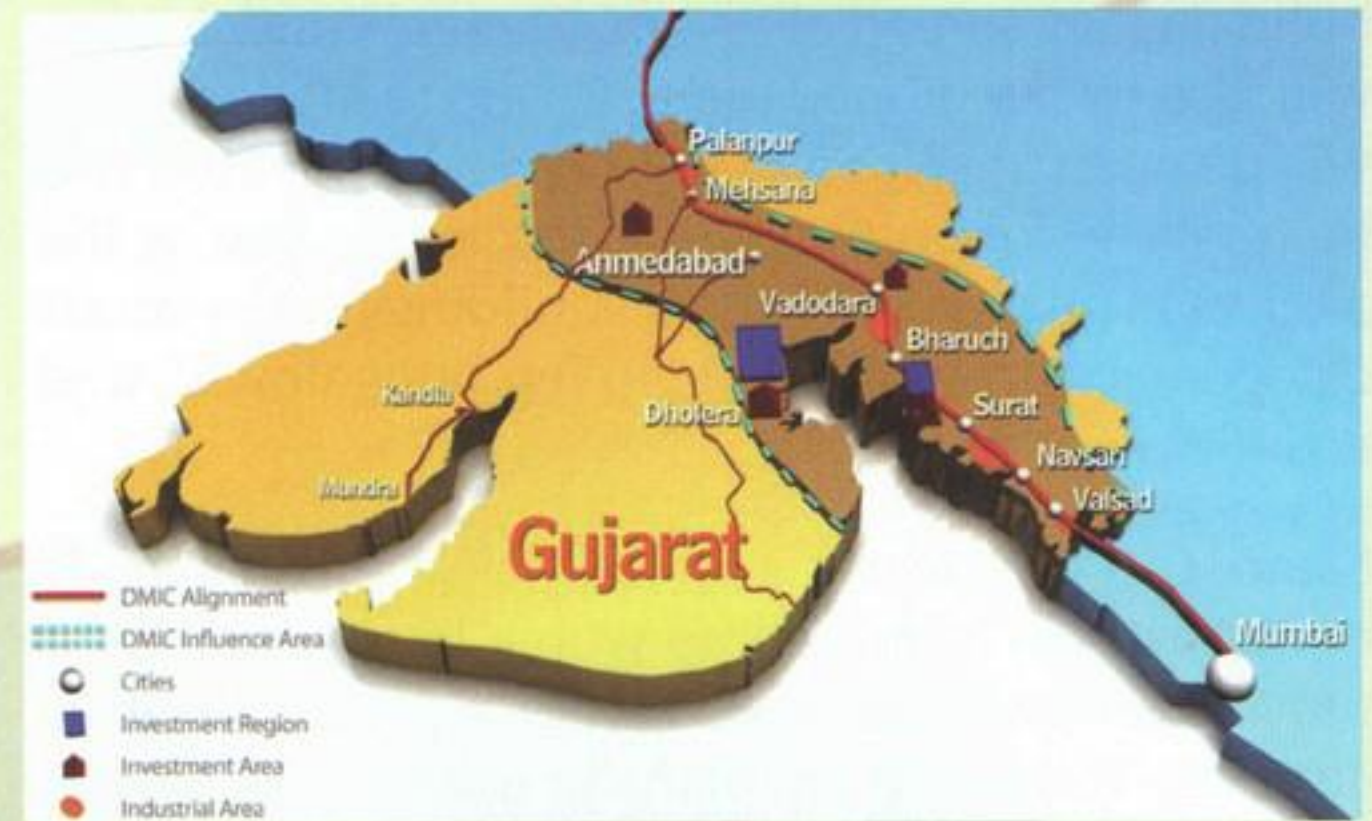 Palanpur
Mehsana
Ahmedabad
Vadodara
Bharuch
Kandla
Dholera
Surat
Navsari
Mundra
Valsad
Gujarat
DMIC Alignment
DMIC Influence Area
Mumbai
Cities
Investment Region
Investment Area
Industrial Area